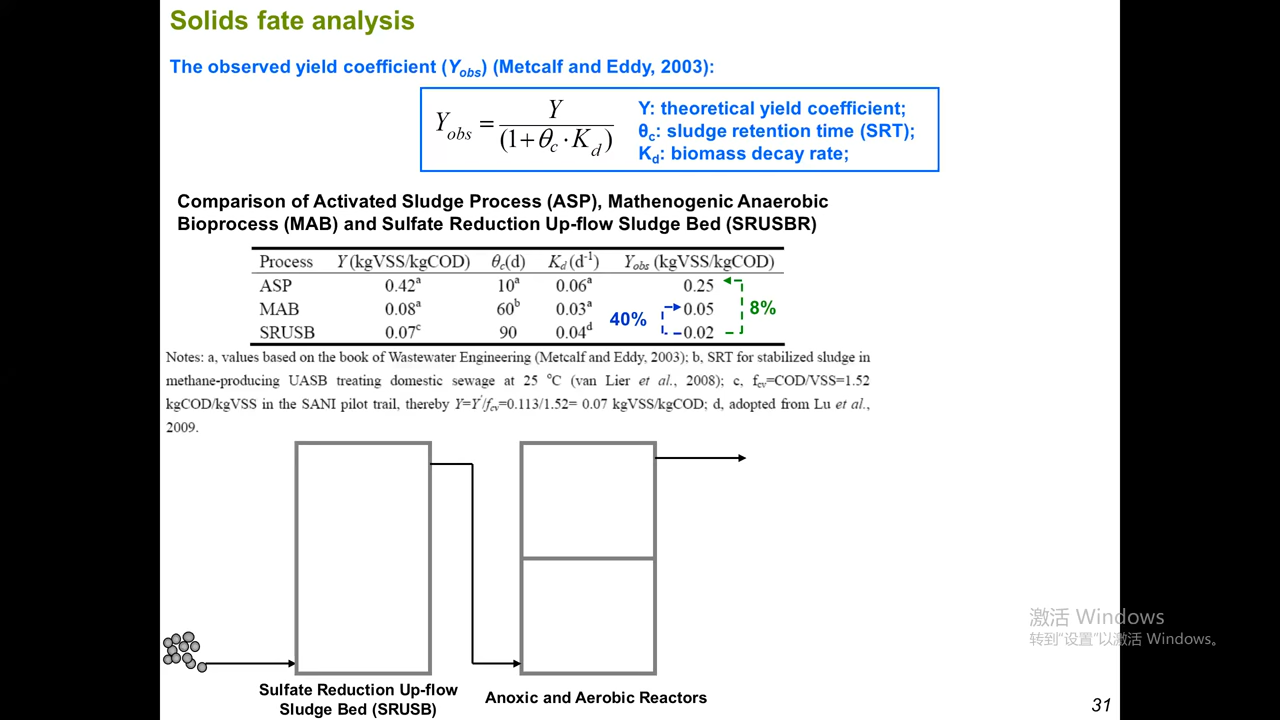 Solids fate analysis
The observed yield coefficient (Yobs) (Metcalf and Eddy, 2003):
Yobs = Y / (1+θc·Kd)
Y: theoretical yield coefficient;
θc: sludge retention time (SRT);
Kd: biomass decay rate;
Comparison of Activated Sludge Process (ASP), Mathenogenic Anaerobic
Bioprocess (MAB) and Sulfate Reduction Up-flow Sludge Bed (SRUSBR)
Process Y (kgVSS/kgCOD) θc(d) Kd (d-1) Yobs (kgVSS/kgCOD)
ASP 0.42a 10a 0.06a 0.25
MAB 0.08a 60b 0.03a 0.05
SRUSB 0.07c 90 0.04d 0.02
40%
8%
Notes: a, values based on the book of Wastewater Engineering (Metcalf and Eddy, 2003); b, SRT for stabilized sludge in
methane-producing UASB treating domestic sewage at 25 °C (van Lier et al., 2008); c, fcv=COD/VSS=1.52
kgCOD/kgVSS in the SANI pilot trail, thereby Y=Y'/fcv=0.113/1.52= 0.07 kgVSS/kgCOD; d, adopted from Lu et al.,
2009.
Sulfate Reduction Up-flow
Sludge Bed (SRUSB)
Anoxic and Aerobic Reactors
激活 Windows
转到"设置"以激活 Windows。
31